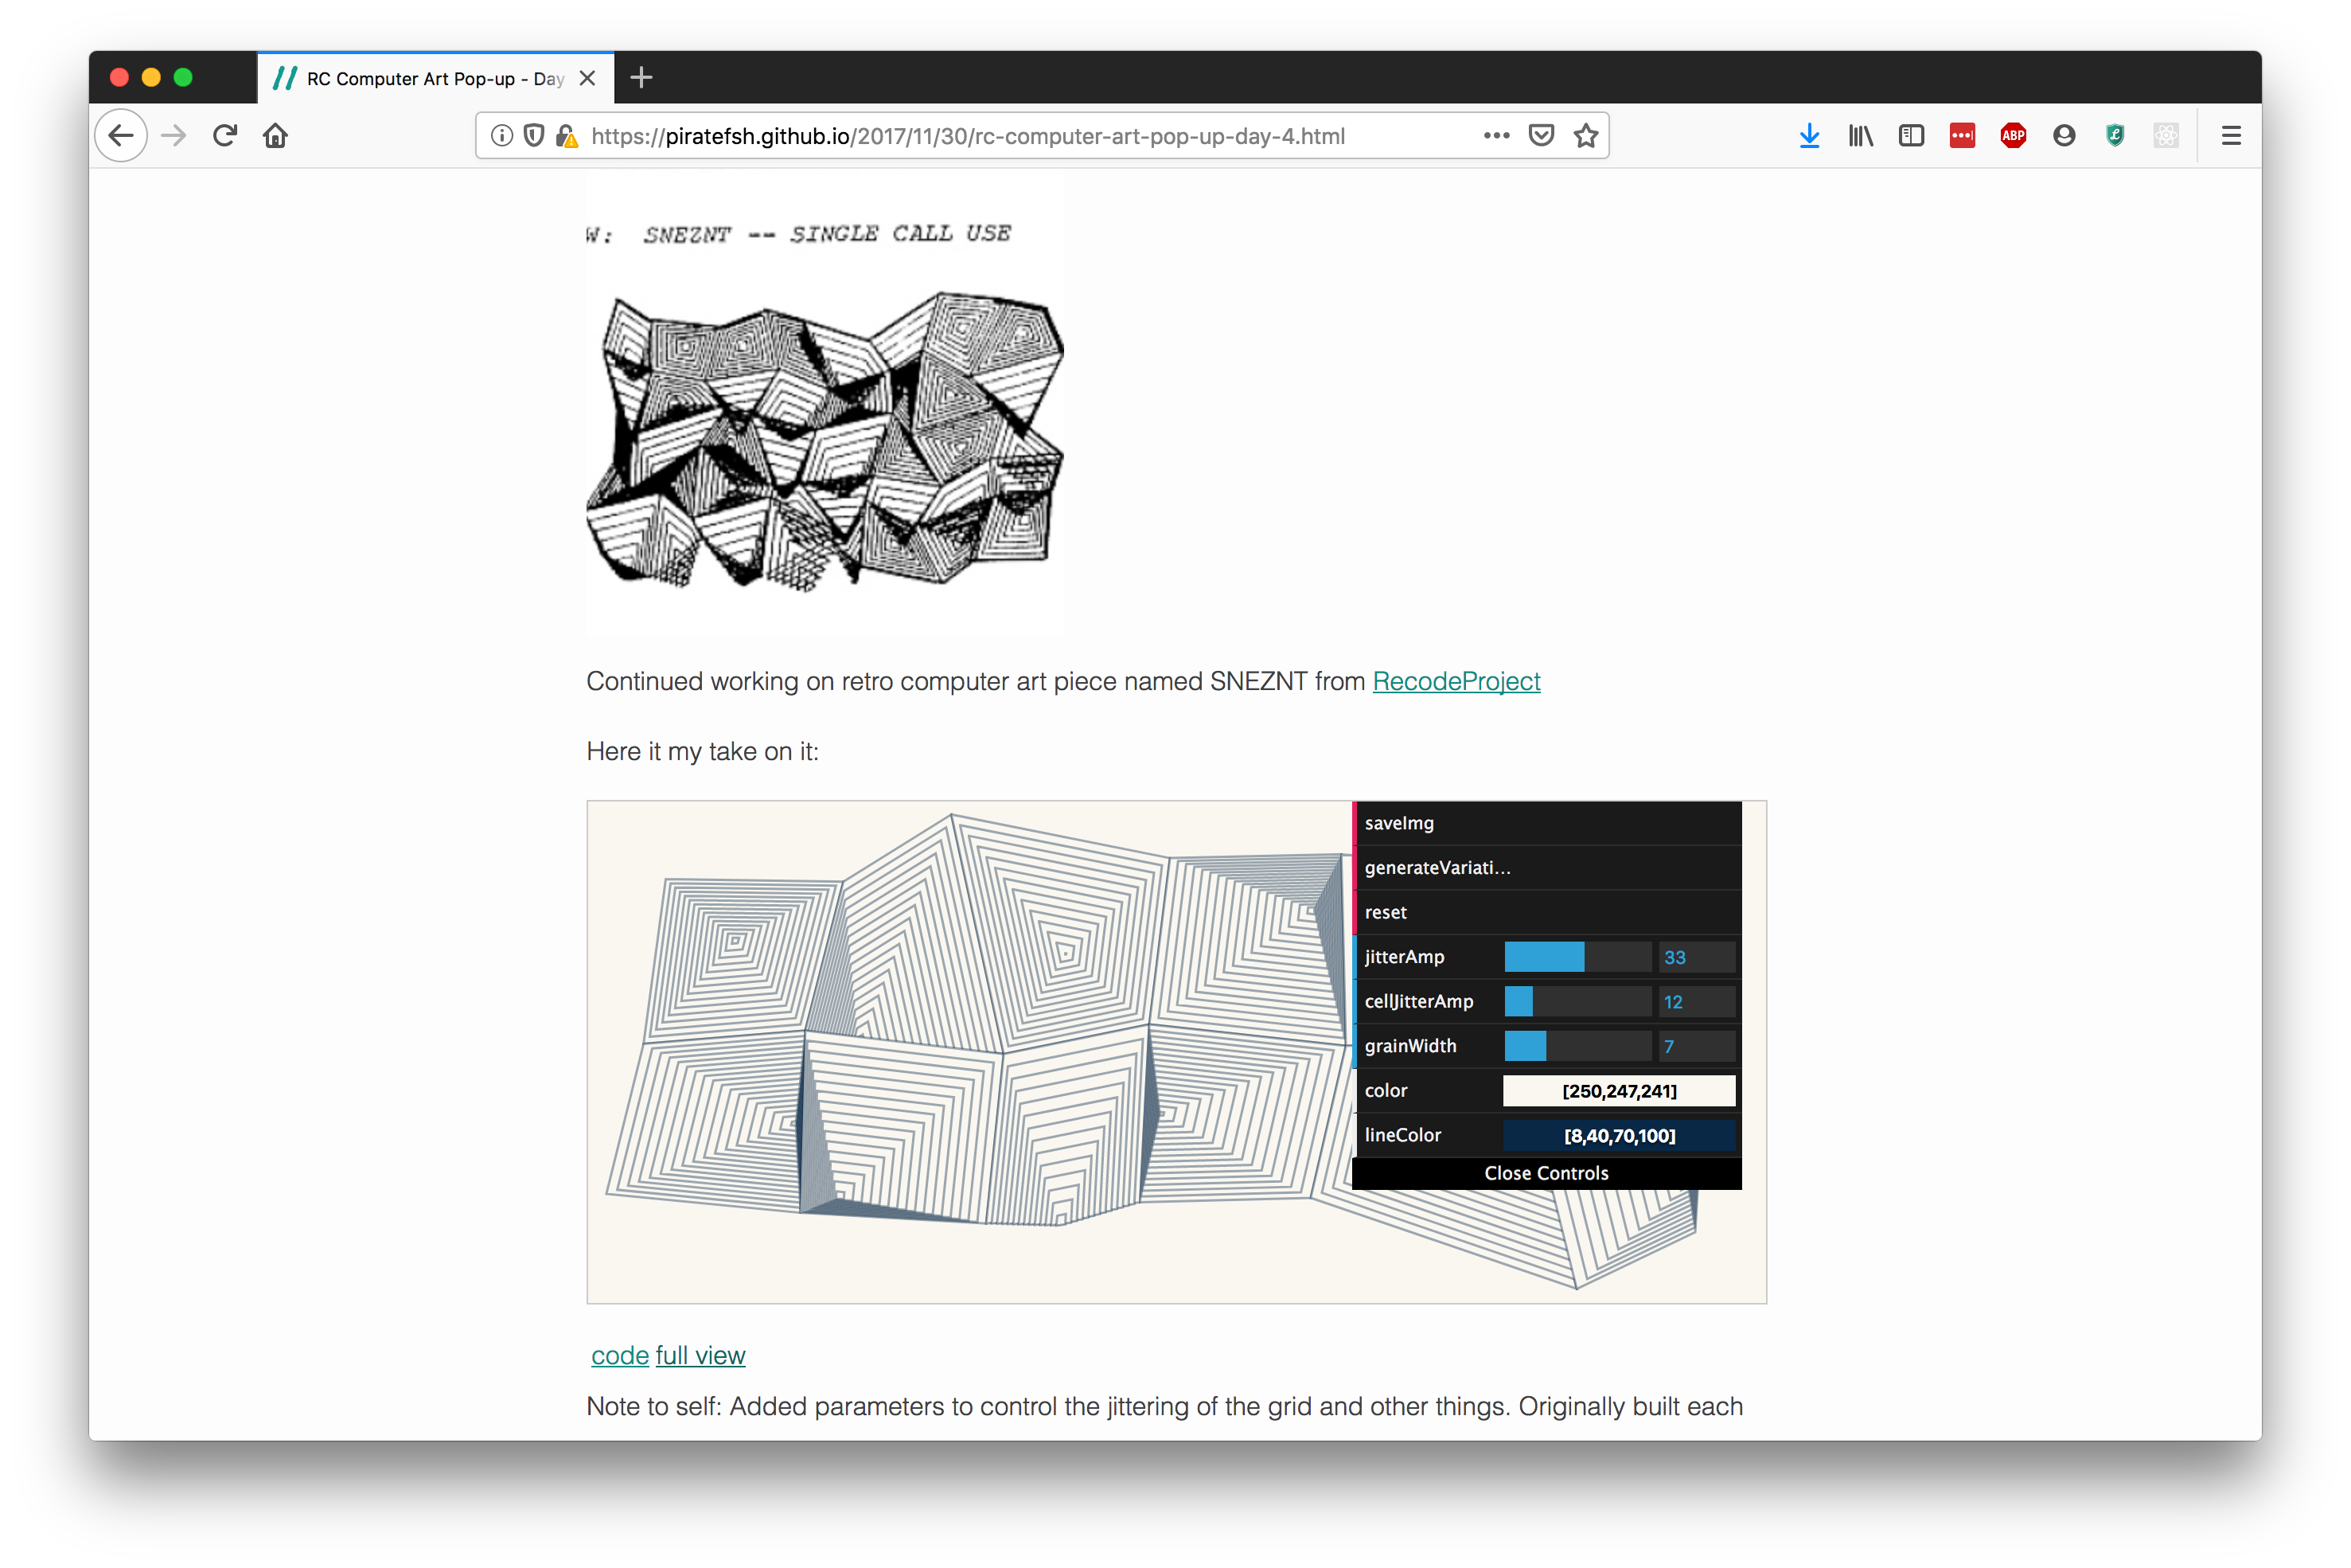 RC Computer Art Pop-up - Day
https://piratefsh.github.io/2017/11/30/rc-computer-art-pop-up-day-4.html
ABP
W: SNEZNT -- SINGLE CALL USE
Continued working on retro computer art piece named SNEZNT from RecodeProject
Here it my take on it:
saveImg
generateVariati...
reset
jitterAmp 33
cellJitterAmp 12
grainWidth 7
color [250,247,241]
lineColor [8,40,70,100]
Close Controls
code full view
Note to self: Added parameters to control the jittering of the grid and other things. Originally built each